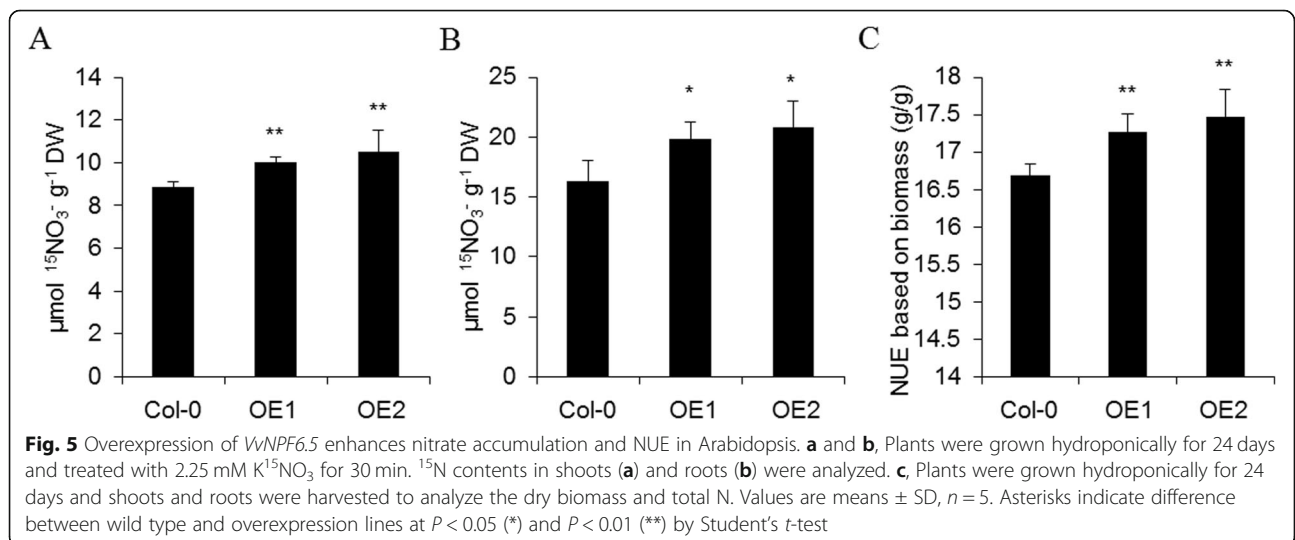 A
B
C
µmol ¹⁵NO₃⁻ g⁻¹ DW
14
12
10
8
6
4
2
0
** **
Col-0 OE1 OE2
µmol ¹⁵NO₃⁻ g⁻¹ DW
25
20
15
10
5
0
* *
Col-0 OE1 OE2
NUE based on biomass (g/g)
18
17.5
17
16.5
16
15.5
15
14.5
14
** **
Col-0 OE1 OE2
Fig. 5 Overexpression of VvNPF6.5 enhances nitrate accumulation and NUE in Arabidopsis. a and b, Plants were grown hydroponically for 24 days
and treated with 2.25 mM K¹⁵NO₃ for 30 min. ¹⁵N contents in shoots (a) and roots (b) were analyzed. c, Plants were grown hydroponically for 24
days and shoots and roots were harvested to analyze the dry biomass and total N. Values are means ± SD, n = 5. Asterisks indicate difference
between wild type and overexpression lines at P < 0.05 (*) and P < 0.01 (**) by Student's t-test